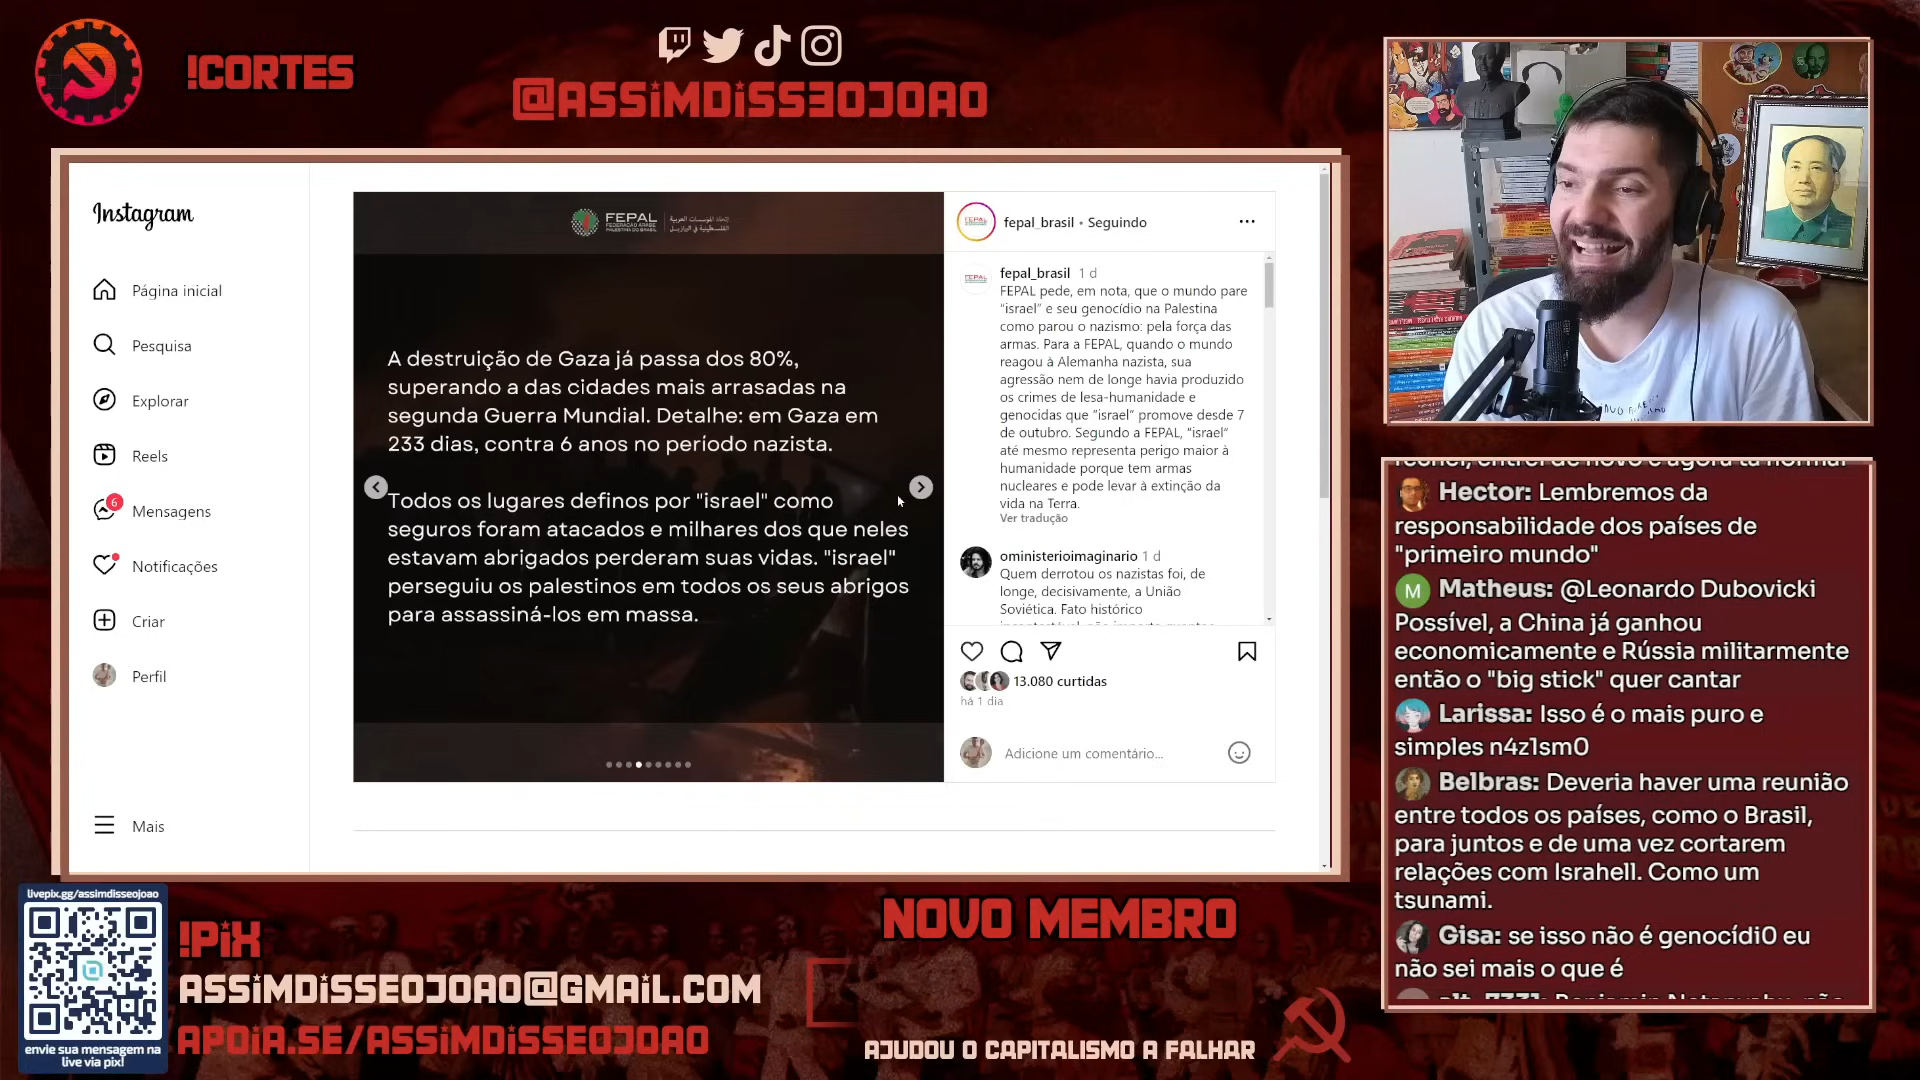 !CORTES
@ASSIMDISSEOJOAO
Instagram
Página inicial
Pesquisa
Explorar
Reels
6
Mensagens
Notificações
Criar
Perfil
Mais
FEPAL
FEDERAÇÃO ÁRABE
PALESTINA DO BRASIL
A destruição de Gaza já passa dos 80%,
superando a das cidades mais arrasadas na
segunda Guerra Mundial. Detalhe: em Gaza em
233 dias, contra 6 anos no período nazista.
Todos os lugares definos por "israel" como
seguros foram atacados e milhares dos que neles
estavam abrigados perderam suas vidas. "israel"
perseguiu os palestinos em todos os seus abrigos
para assassiná-los em massa.
fepal_brasil • Seguindo
fepal_brasil 1 d
FEPAL pede, em nota, que o mundo pare
“israel” e seu genocídio na Palestina
como parou o nazismo: pela força das
armas. Para a FEPAL, quando o mundo
reagou à Alemanha nazista, sua
agressão nem de longe havia produzido
os crimes de lesa-humanidade e
genocidas que “israel” promove desde 7
de outubro. Segundo a FEPAL, “israel”
até mesmo representa perigo maior à
humanidade porque tem armas
nucleares e pode levar à extinção da
vida na Terra.
Ver tradução
oministerioimaginario 1 d
Quem derrotou os nazistas foi, de
longe, decisivamente, a União
Soviética. Fato histórico
13.080 curtidas
há 1 dia
Adicione um comentário...
Hector: Lembremos da
responsabilidade dos países de
"primeiro mundo"
M Matheus: @Leonardo Dubovicki
Possível, a China já ganhou
economicamente e Rússia militarmente
então o "big stick" quer cantar
Larissa: Isso é o mais puro e
simples n4z1sm0
Belbras: Deveria haver uma reunião
entre todos os países, como o Brasil,
para juntos e de uma vez cortarem
relações com Israhell. Como um
tsunami.
Gisa: se isso não é genocídi0 eu
não sei mais o que é
livepix.gg/assimdisseojoao
envie sua mensagem na
live via pix!
!PIX
ASSIMDISSEOJOAO@GMAIL.COM
APOIA.SE/ASSIMDISSEOJOAO
NOVO MEMBRO
AJUDOU O CAPITALISMO A FALHAR